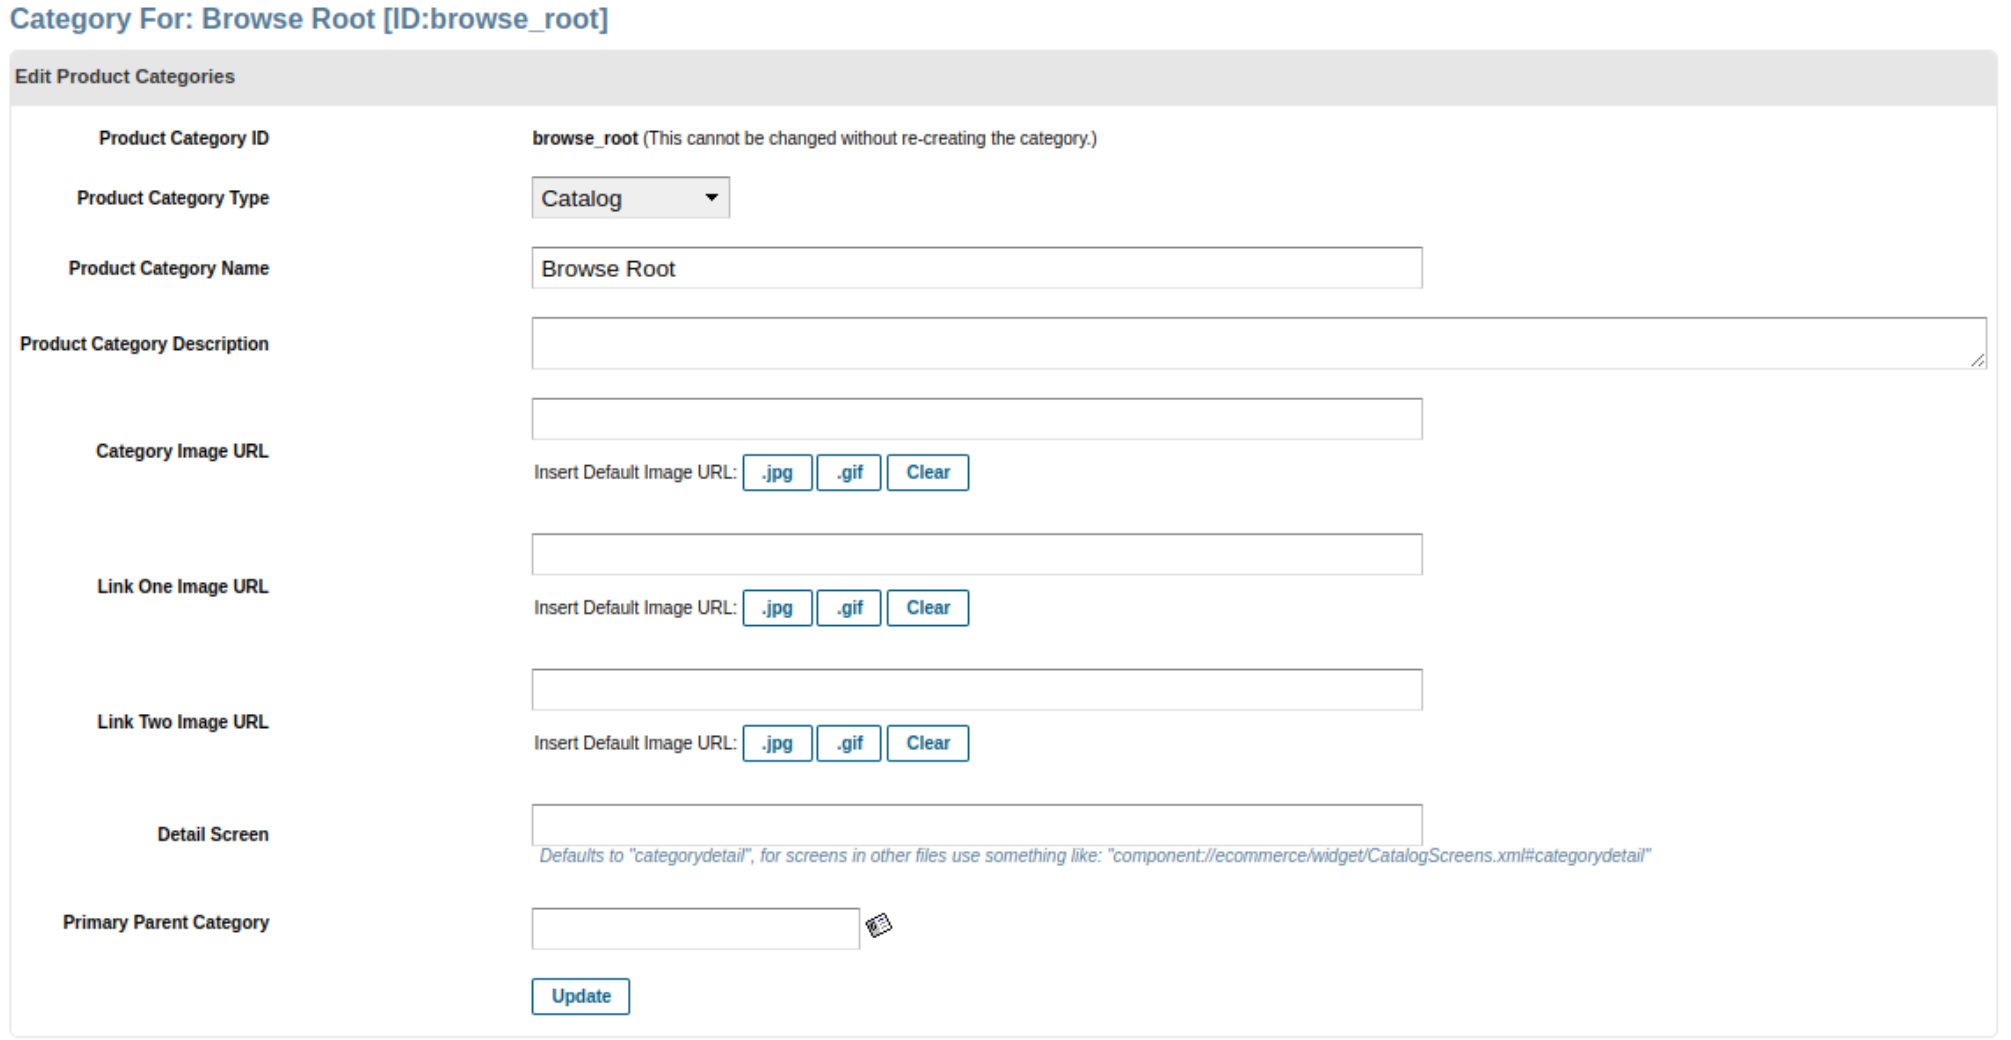 Category For: Browse Root [ID:browse_root]
Edit Product Categories
Product Category ID browse_root (This cannot be changed without re-creating the category.)
Product Category Type Catalog
Product Category Name Browse Root
Product Category Description
Category Image URL
Insert Default Image URL: .jpg .gif Clear
Link One Image URL
Insert Default Image URL: .jpg .gif Clear
Link Two Image URL
Insert Default Image URL: .jpg .gif Clear
Detail Screen
Defaults to "categorydetail", for screens in other files use something like: "component://ecommerce/widget/CatalogScreens.xml#categorydetail"
Primary Parent Category
Update